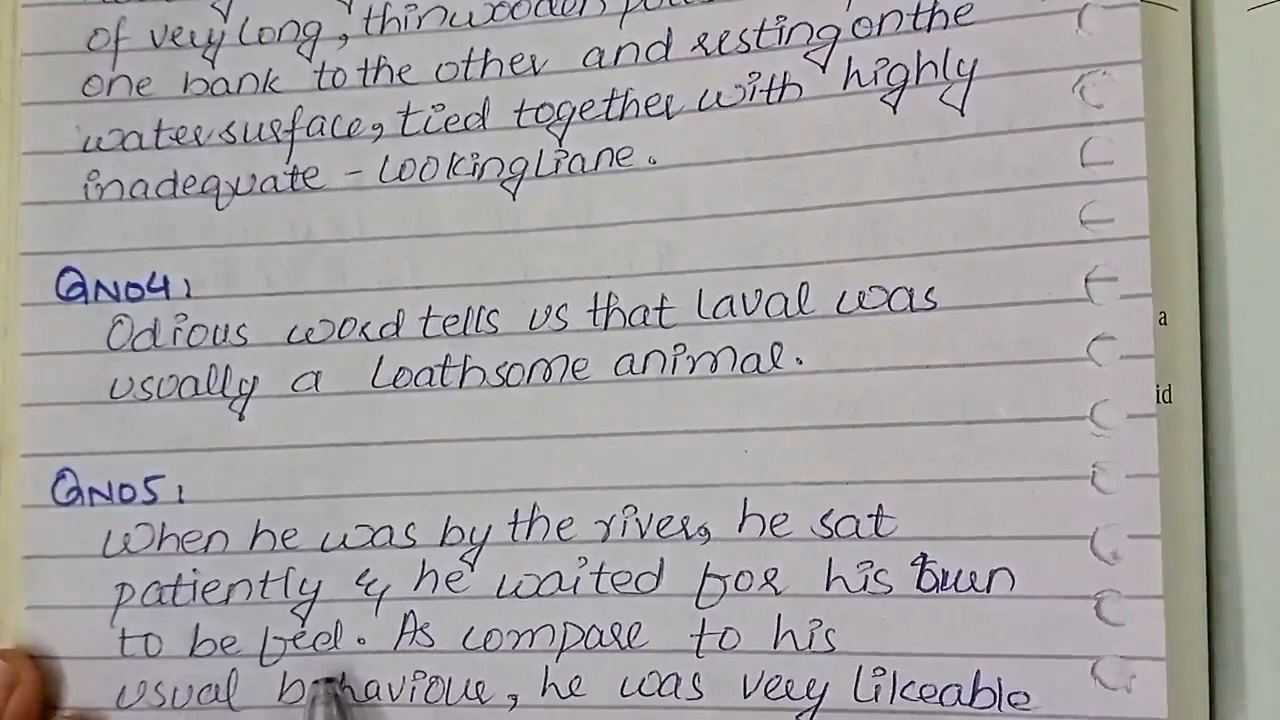 of very long, thin wooden
one bank to the other and resting on the
water surface, tied together with highly
inadequate - looking liane.
QNO4:
Odious word tells us that Laval was
usually a loathsome animal.
QNO5:
When he was by the river, he sat
patiently & he waited for his turn
to be feed. As compare to his
usual behaviour, he was very likeable
a
id